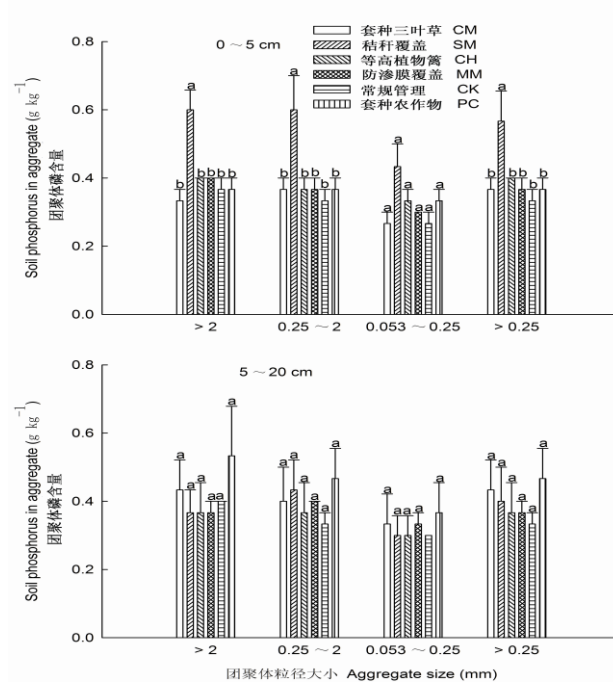 0～5 cm
套种三叶草 CM
秸秆覆盖 SM
等高植物篱 CH
防渗膜覆盖 MM
常规管理 CK
套种农作物 PC
Soil phosphorus in aggregate (g kg⁻¹)
团聚体磷含量
0.8
0.6
0.4
0.2
0.0
b a b b b b
b a b b b b
a a a a a a
b a b b b b
> 2
0.25～2
0.053～0.25
> 0.25
5～20 cm
Soil phosphorus in aggregate (g kg⁻¹)
团聚体磷含量
0.8
0.6
0.4
0.2
0.0
a a a a a a
a a a a a a
a a a a a
a a a a a a
> 2
0.25～2
0.053～0.25
> 0.25
团聚体粒径大小 Aggregate size (mm)